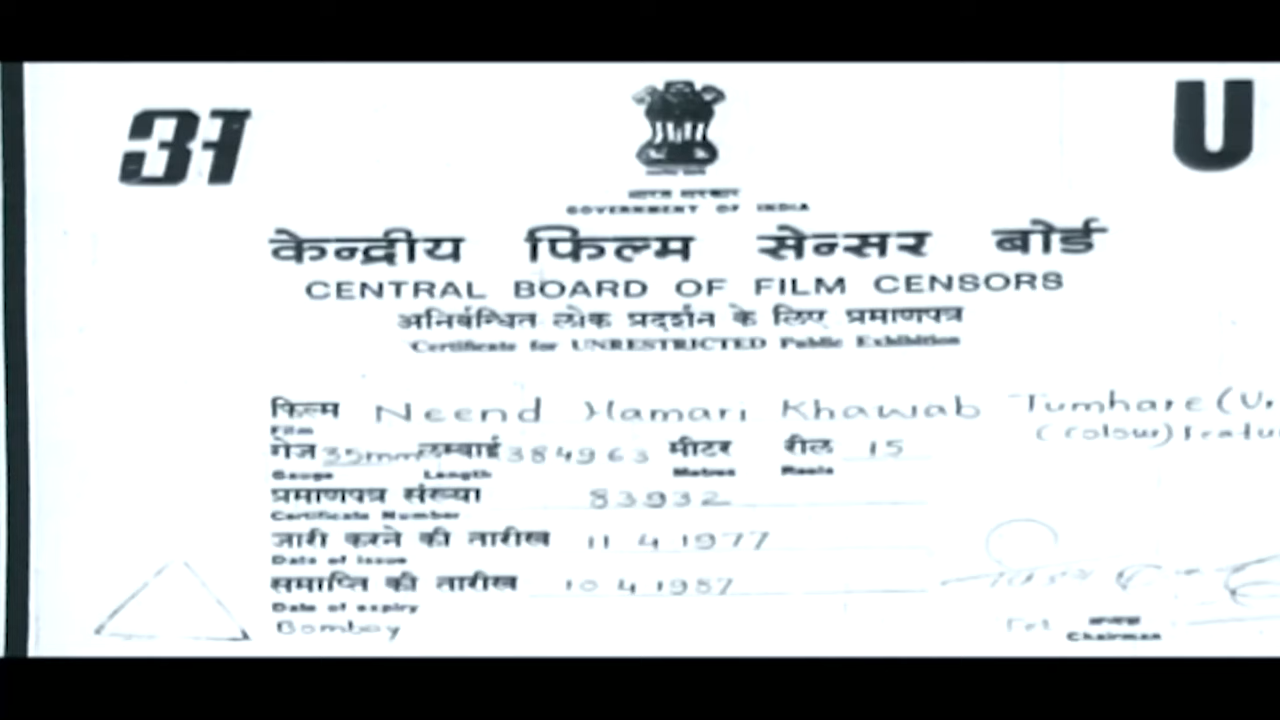 अ U
भारत सरकार
GOVERNMENT OF INDIA
केन्द्रीय फिल्म सेन्सर बोर्ड
CENTRAL BOARD OF FILM CENSORS
अनिर्बन्धित लोक प्रदर्शन के लिए प्रमाणपत्र
Certificate for UNRESTRICTED Public Exhibition
फिल्म Neend Hamari Khawab Tumhare
Film (Colour)
गेज 35mm लम्बाई 384963 मीटर रील 15
Gauge Length Metres Reels
प्रमाणपत्र संख्या 83932
Certificate Number
जारी करने की तारीख 11 4 1977
Date of issue
समाप्ति की तारीख 10 4 1987
Date of expiry
Bombay
अध्यक्ष
Chairman